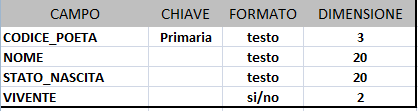 CAMPO CHIAVE FORMATO DIMENSIONE
CODICE_POETA Primaria testo 3
NOME testo 20
STATO_NASCITA testo 20
VIVENTE si/no 2